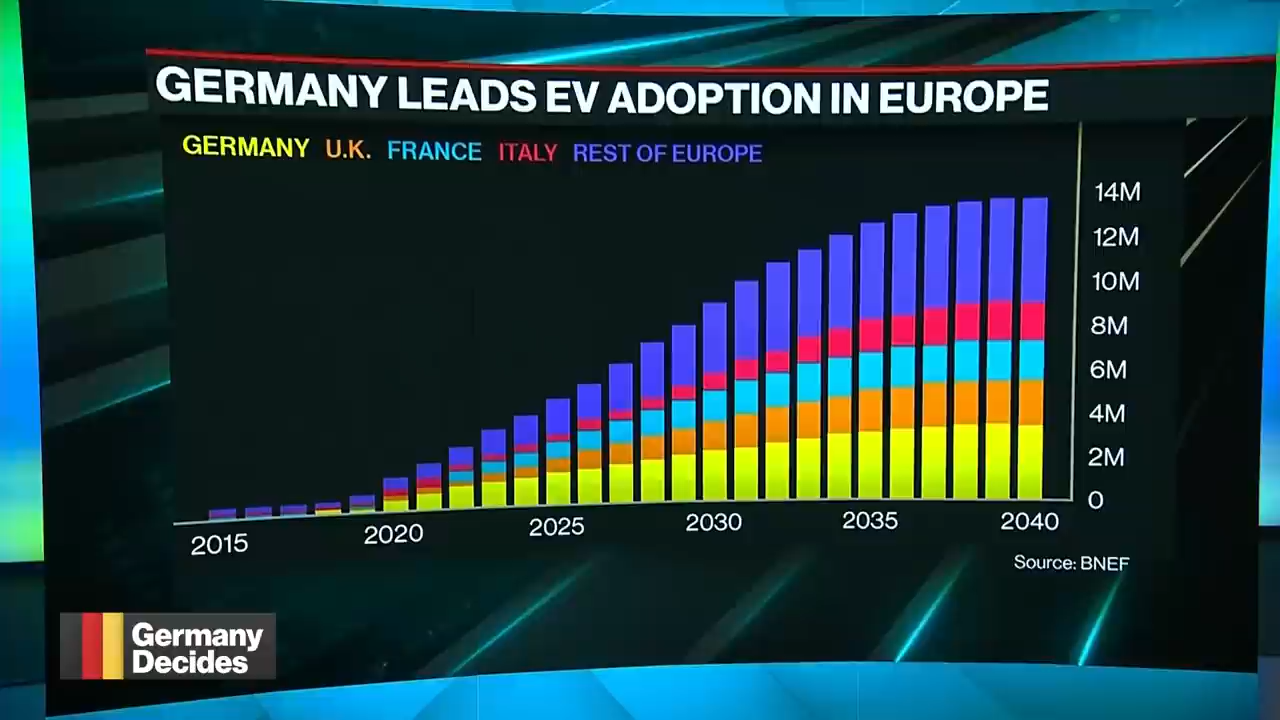 GERMANY LEADS EV ADOPTION IN EUROPE
GERMANY U.K. FRANCE ITALY REST OF EUROPE
14M
12M
10M
8M
6M
4M
2M
0
2015 2020 2025 2030 2035 2040
Source: BNEF
Germany
Decides